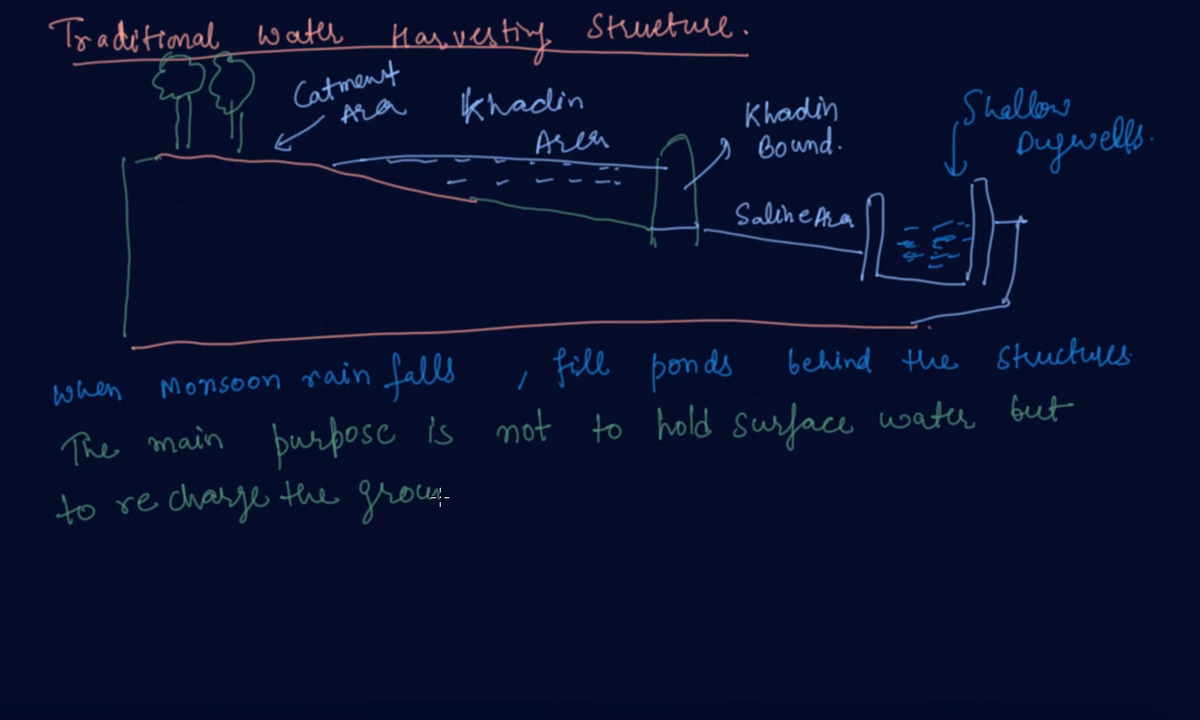 Traditional Water Harvesting Structure.
Catment
Area
Khadin
Area
Khadin
Bound.
Shallow
Dugwells.
Saline Area
When Monsoon rain falls , fill ponds behind the structures
The main purpose is not to hold surface water but
to recharge the grou